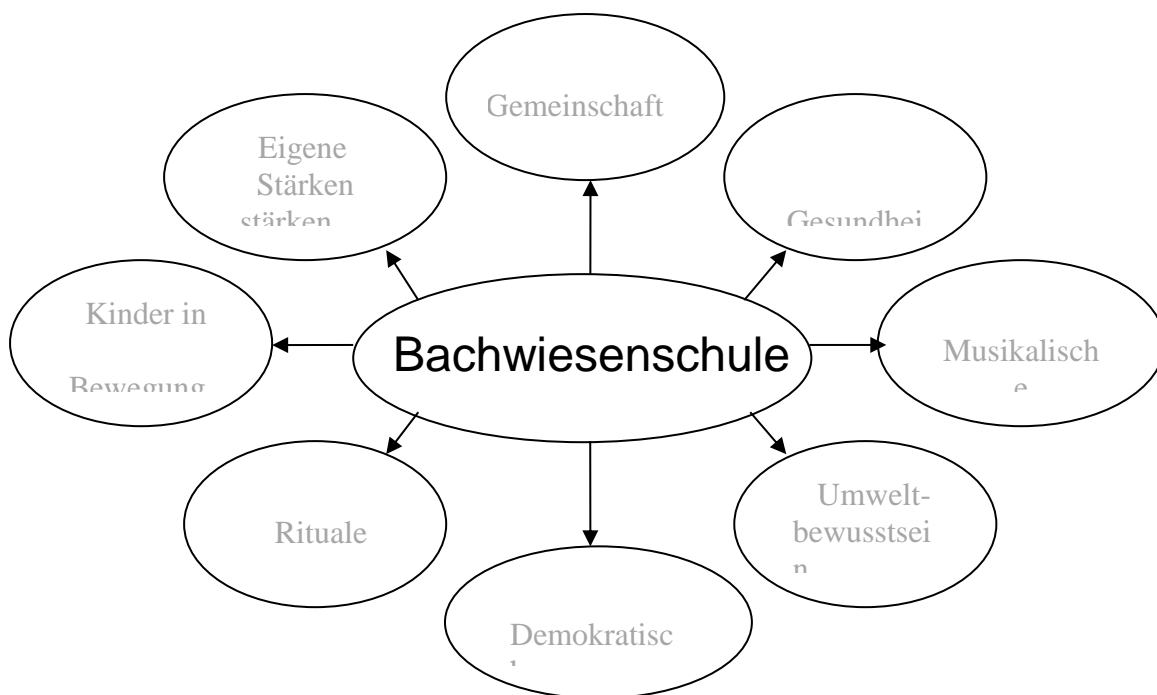 Gemeinschaft
Eigene
Stärken
stärken
Gesundhei
Kinder in
Bewegung
Bachwiesenschule
Musikalisch
e
Rituale
Umwelt-
bewusstsei
n
Demokratisc